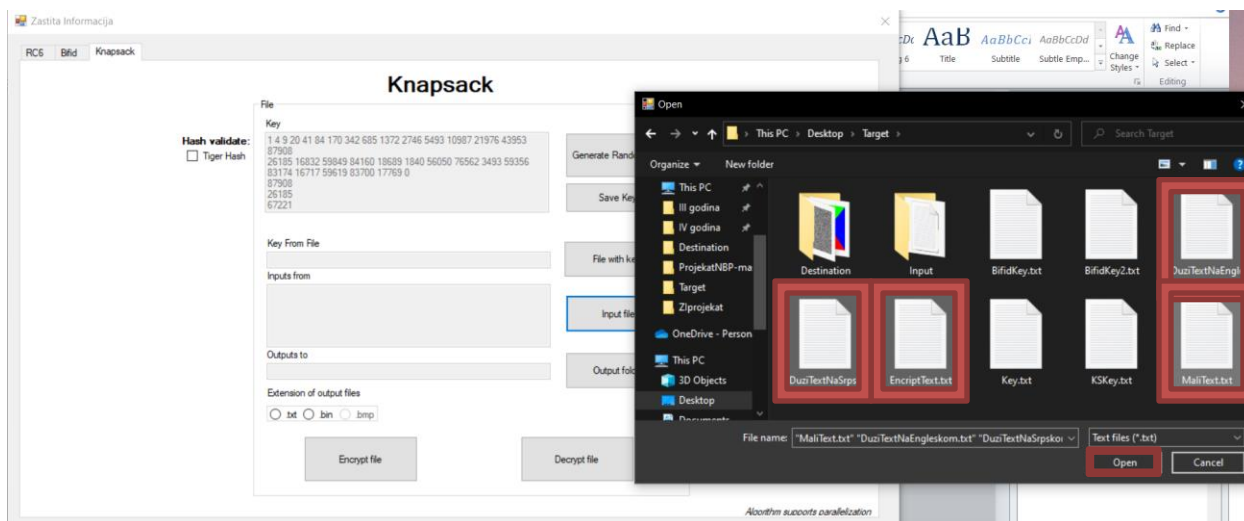 Zastita Informacija
RC6 Bifid Knapsack
Knapsack
File
Key
Hash validate:
Tiger Hash
1 4 9 20 41 84 170 342 685 1372 2746 5493 10987 21976 43953
87908
26185 16832 59849 84160 18689 1840 56050 76562 3493 59356
83174 16717 59619 83700 17769 0
87908
26185
67221
Generate Rand
Save Key
Key From File
File with ke
Inputs from
Input file
Outputs to
Output fold
Extension of output files
.txt .bin .bmp
Encrypt file
Decrypt file
Algorithm supports parallelization
AaB AaBbCcI AaBbCcDd
g 6 Title Subtitle Subtle Emp...
Change
Styles
Find
Replace
Select
Editing
Open
This PC > Desktop > Target >
Search Target
Organize New folder
This PC
III godina
IV godina
Destination
ProjekatNBP-ma
Target
ZIprojekat
OneDrive - Person
This PC
3D Objects
Desktop
Documents
Destination Input BifidKey.txt BifidKey2.txt DuziTextNaEngl
DuziTextNaSrps EncriptText.txt Key.txt KSKey.txt MaliText.txt
File name: "MaliText.txt" "DuziTextNaEngleskom.txt" "DuziTextNaSrpskor
Text files (*.txt)
Open Cancel